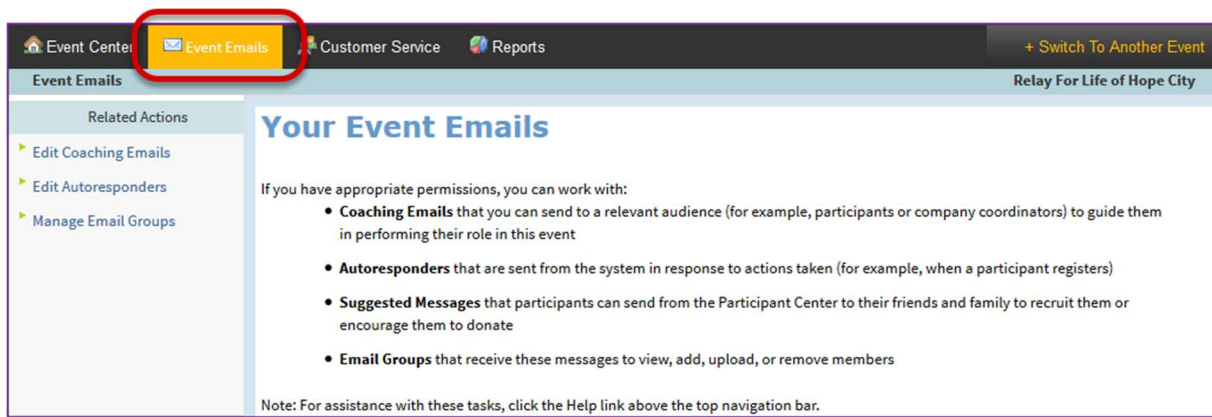 Event Center Event Emails Customer Service Reports + Switch To Another Event
Event Emails Relay For Life of Hope City
Related Actions
Edit Coaching Emails
Edit Autoresponders
Manage Email Groups
Your Event Emails
If you have appropriate permissions, you can work with:
• Coaching Emails that you can send to a relevant audience (for example, participants or company coordinators) to guide them
in performing their role in this event
• Autoresponders that are sent from the system in response to actions taken (for example, when a participant registers)
• Suggested Messages that participants can send from the Participant Center to their friends and family to recruit them or
encourage them to donate
• Email Groups that receive these messages to view, add, upload, or remove members
Note: For assistance with these tasks, click the Help link above the top navigation bar.